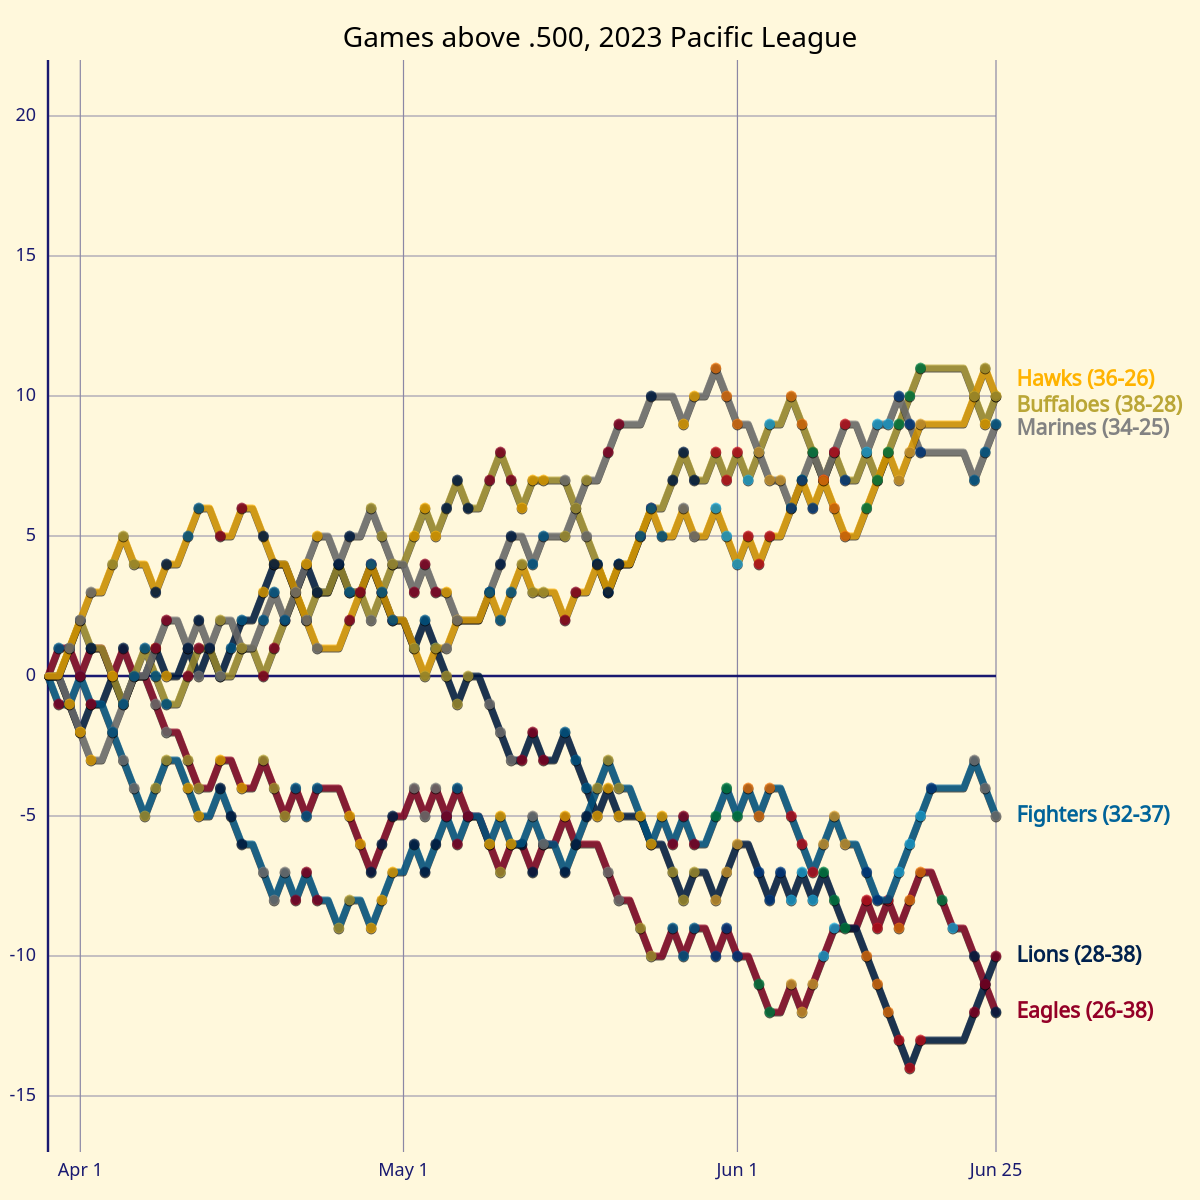 Games above .500, 2023 Pacific League
20
15
10
5
0
-5
-10
-15
Hawks (36-26)
Buffaloes (38-28)
Marines (34-25)
Fighters (32-37)
Lions (28-38)
Eagles (26-38)
Apr 1
May 1
Jun 1
Jun 25